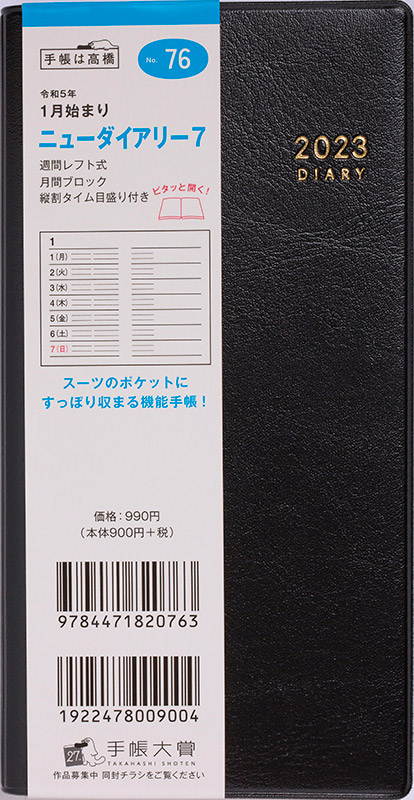 手帳は高橋
No. 76
令和5年
1月始まり
ニューダイアリー7
週間レフト式
月間ブロック
縦割タイム目盛り付き
ピタッと開く!
1
1(月)
2(火)
3(水)
4(木)
5(金)
6(土)
7(日)
スーツのポケットに
すっぽり収まる機能手帳!
価格:990円
(本体900円+税)
9784471820763
1922478009004
27th
手帳大賞
TAKAHASHI SHOTEN
作品募集中 同封チラシをご覧ください
2023
DIARY